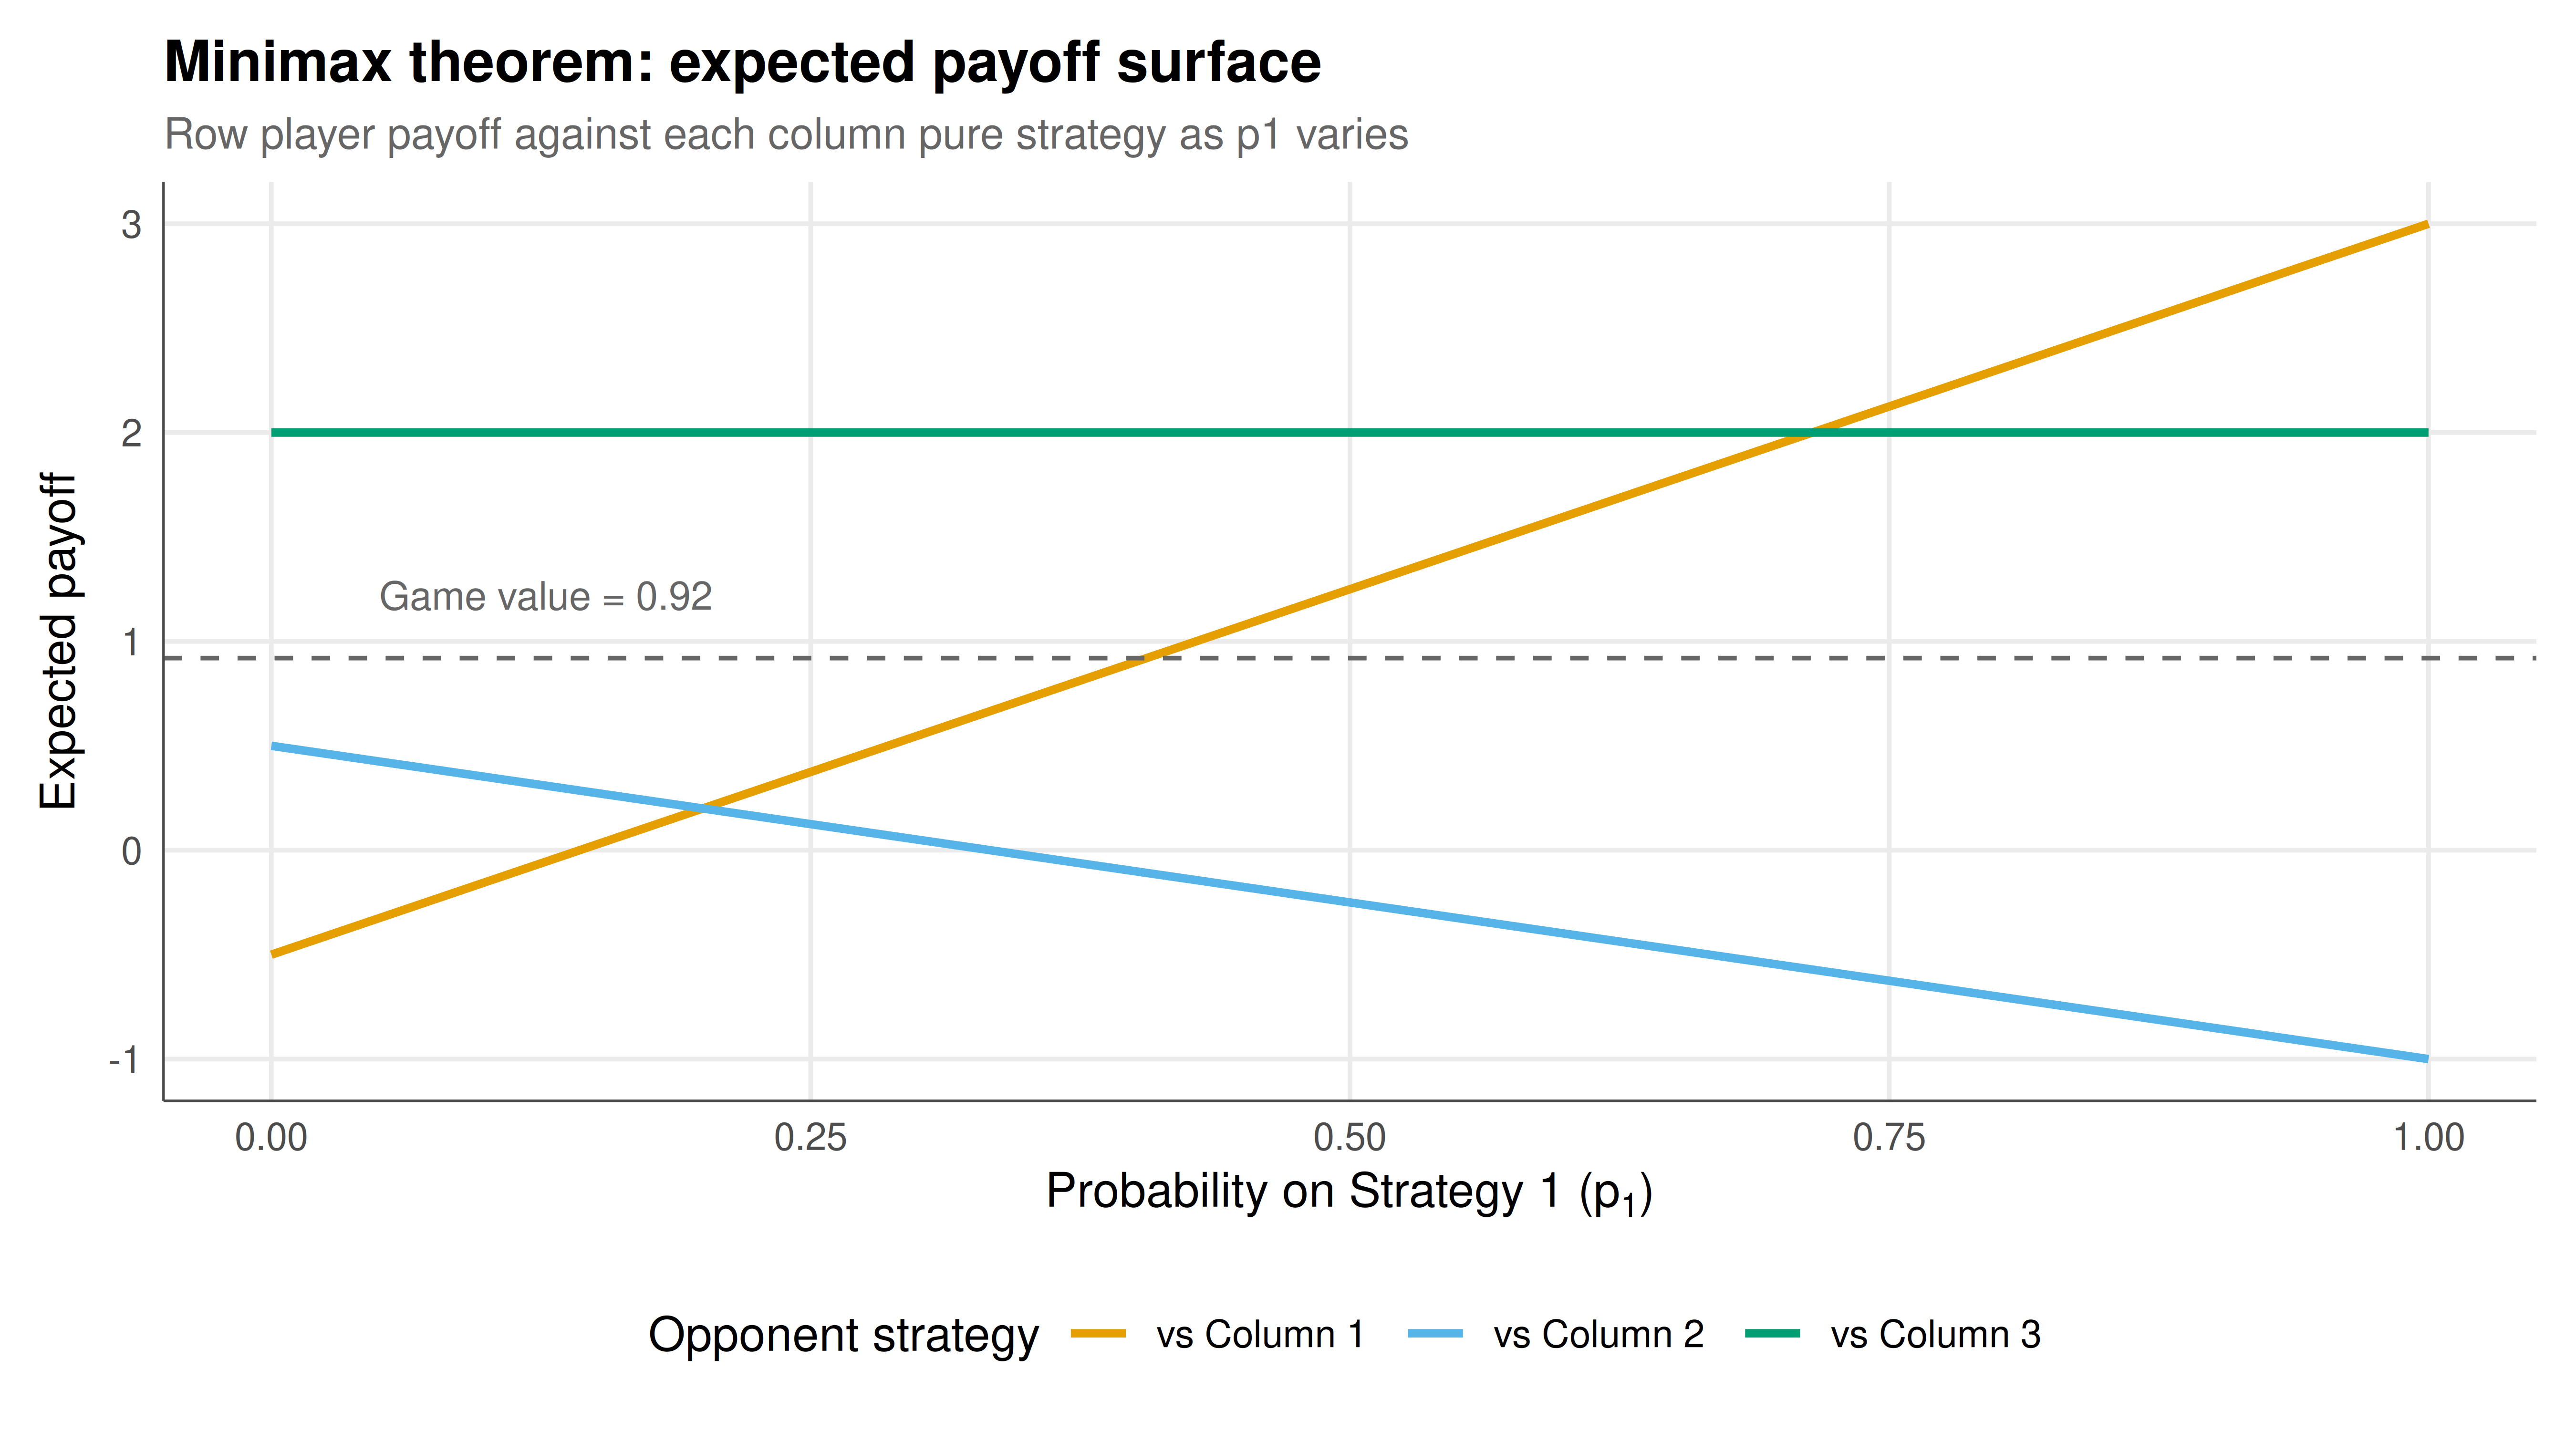 Minimax theorem: expected payoff surface
Row player payoff against each column pure strategy as p1 varies
Expected payoff
3
2
1
0
-1
Game value = 0.92
0.00 0.25 0.50 0.75 1.00
Probability on Strategy 1 (p₁)
Opponent strategy vs Column 1 vs Column 2 vs Column 3